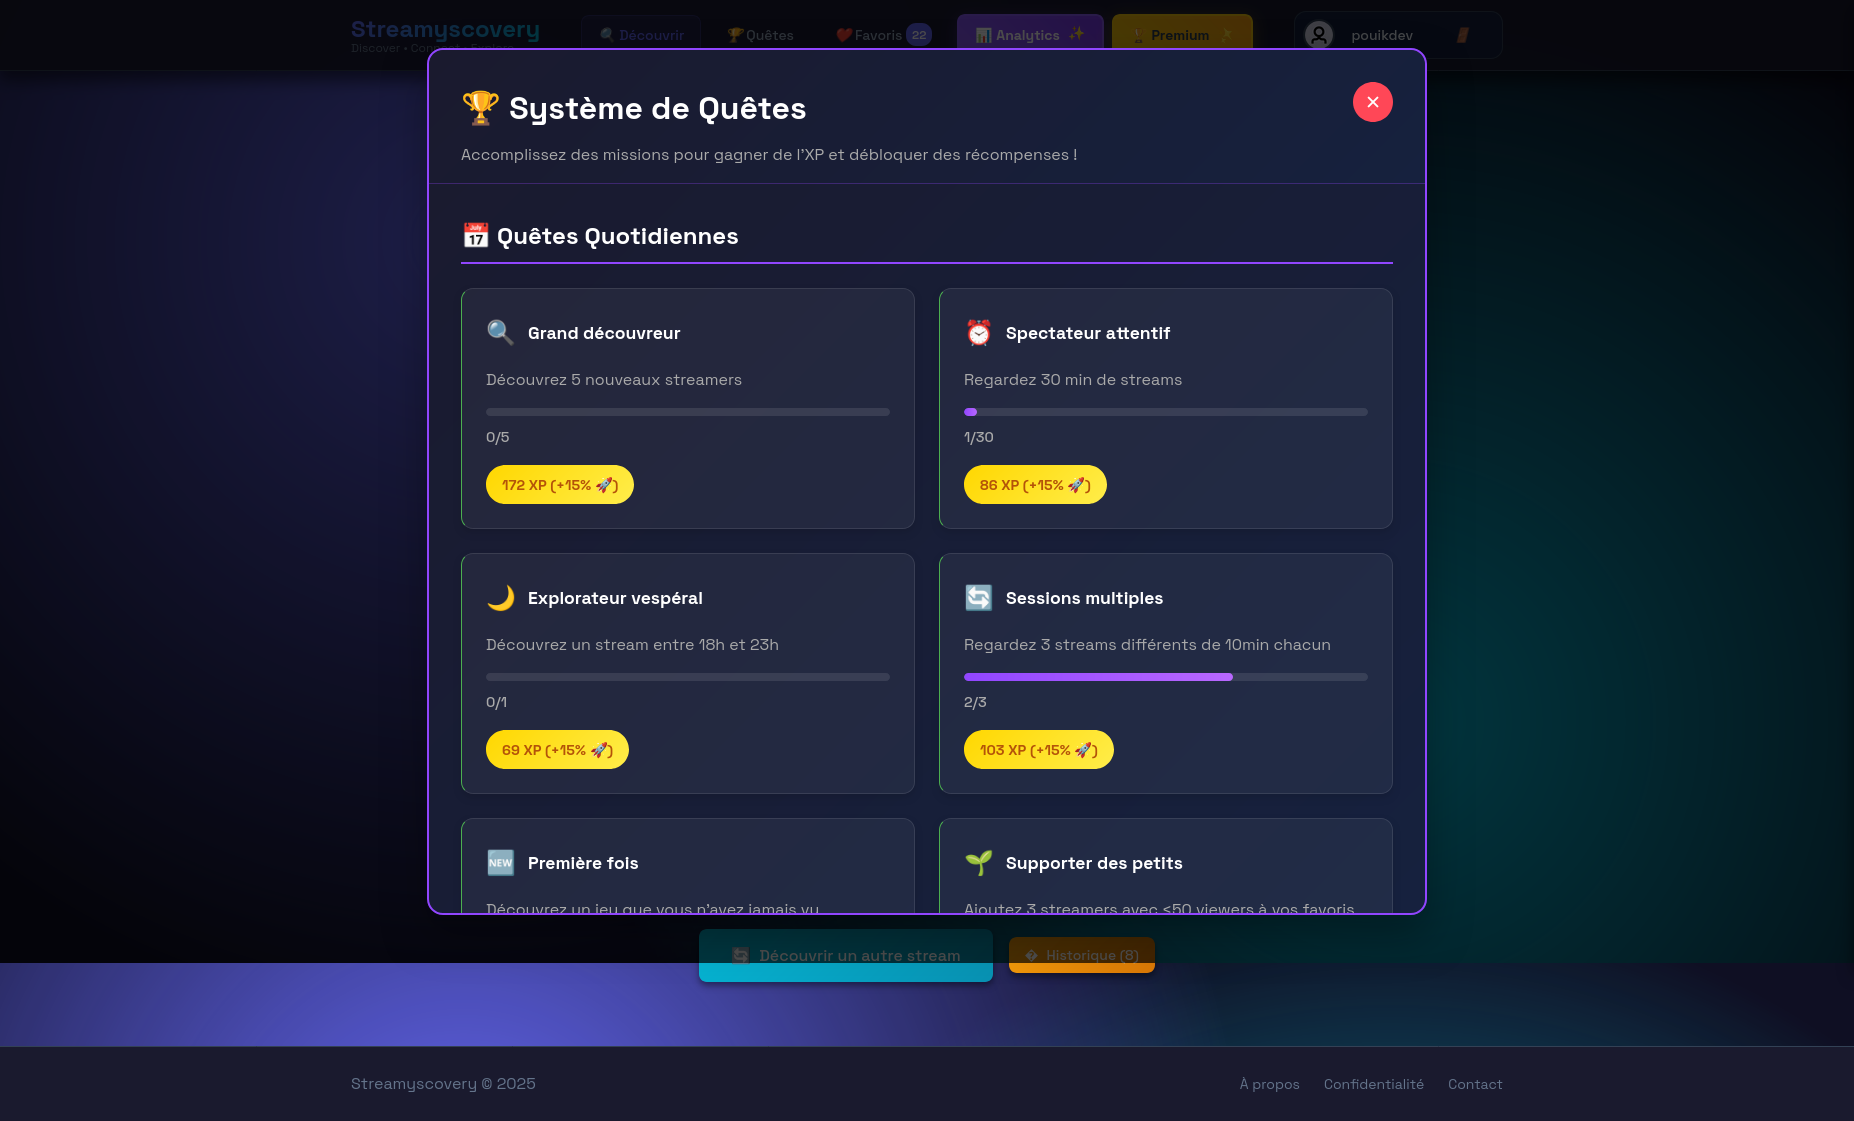 Streamyscovery
🔍 Découvrir
🏆 Quêtes
❤️ Favoris 22
📊 Analytics ✨
Premium
pouikdev
🏆 Système de Quêtes
Accomplissez des missions pour gagner de l'XP et débloquer des récompenses !
📅 Quêtes Quotidiennes
🔍 Grand découvreur
Découvrez 5 nouveaux streamers
0/5
172 XP (+15% 🚀)
⏰ Spectateur attentif
Regardez 30 min de streams
1/30
86 XP (+15% 🚀)
🌙 Explorateur vespéral
Découvrez un stream entre 18h et 23h
0/1
69 XP (+15% 🚀)
🔄 Sessions multiples
Regardez 3 streams différents de 10min chacun
2/3
103 XP (+15% 🚀)
🆕 Première fois
Découvrez un jeu que vous n'avez jamais vu
🌱 Supporter des petits
Ajoutez 3 streamers avec <50 viewers à vos favoris
🔄 Découvrir un autre stream
� Historique (8)
Streamyscovery © 2025
À propos
Confidentialité
Contact